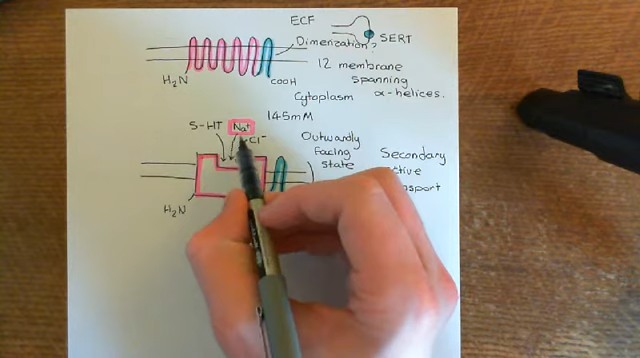 ECF
SERT
Dimerization?
12 membrane
spanning
α-helices.
H₂N
COOH
Cytoplasm
145mM
5-HT
Na⁺
Cl⁻
Outwardly
facing
state
Secondary
H₂N